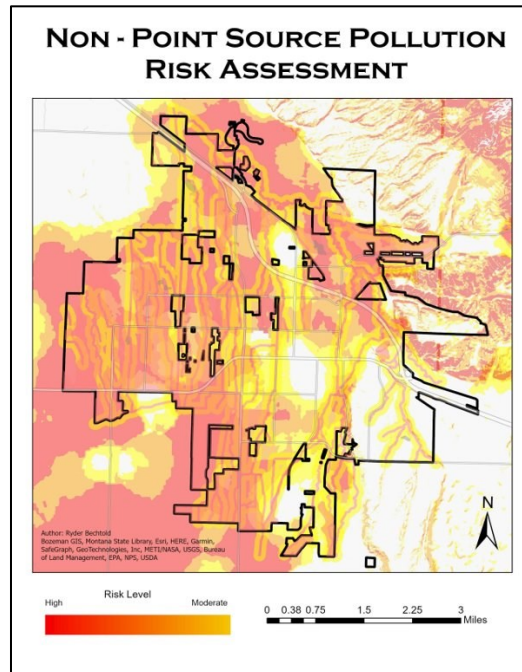 NON - POINT SOURCE POLLUTION
RISK ASSESSMENT
Author: Ryder Bechtold
Bozeman GIS, Montana State Library, Esri, HERE, Garmin,
SafeGraph, GeoTechnologies, Inc, METI/NASA, USGS, Bureau
of Land Management, EPA, NPS, USDA
N
Risk Level
High Moderate
0 0.38 0.75 1.5 2.25 3
Miles